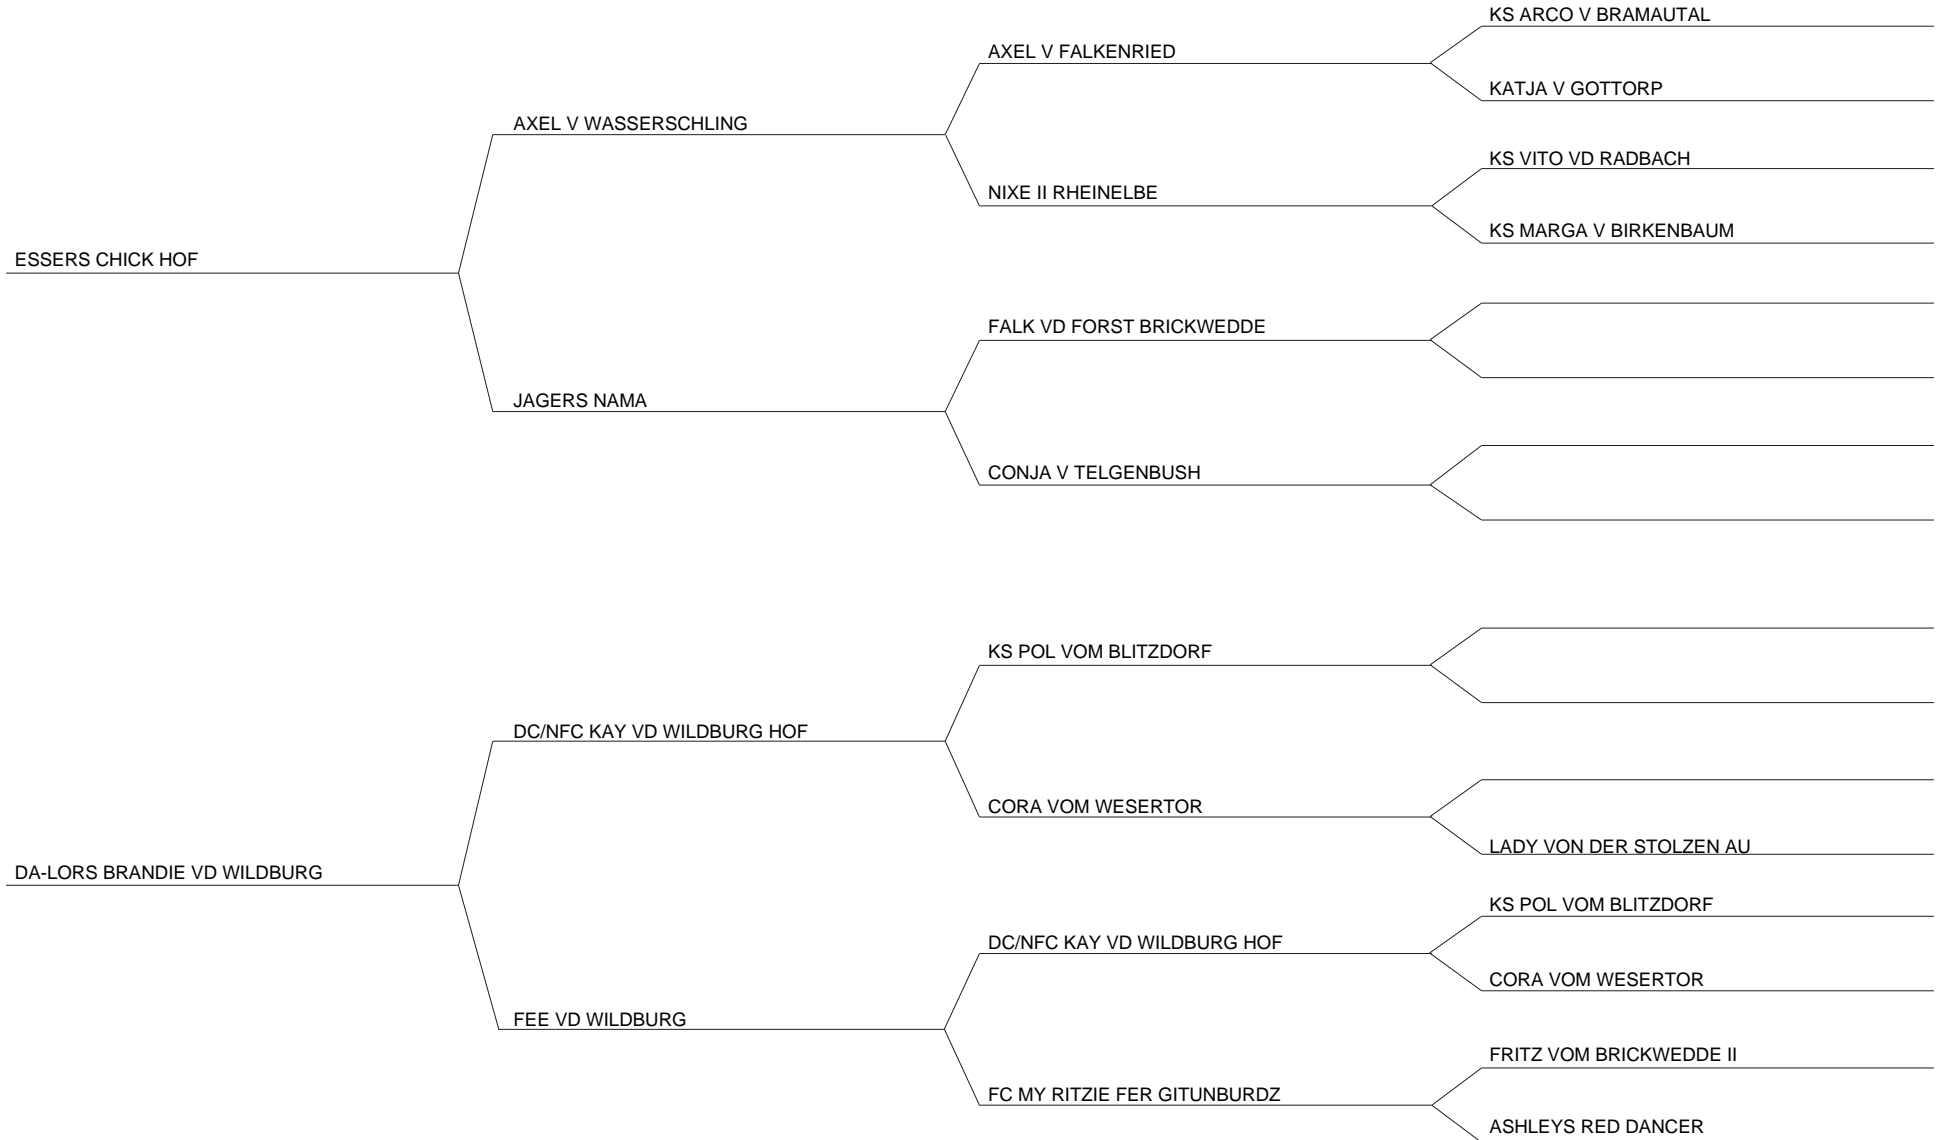 KS ARCO V BRAMAUTAL
AXEL V FALKENRIED
KATJA V GOTTORP
AXEL V WASSERSCHLING
KS VITO VD RADBACH
NIXE II RHEINELBE
KS MARGA V BIRKENBAUM
ESSERS CHICK HOF
FALK VD FORST BRICKWEDDE
JAGERS NAMA
CONJA V TELGENBUSH
KS POL VOM BLITZDORF
DC/NFC KAY VD WILDBURG HOF
CORA VOM WESERTOR
LADY VON DER STOLZEN AU
DA-LORS BRANDIE VD WILDBURG
KS POL VOM BLITZDORF
DC/NFC KAY VD WILDBURG HOF
CORA VOM WESERTOR
FEE VD WILDBURG
FRITZ VOM BRICKWEDDE II
FC MY RITZIE FER GITUNBURDZ
ASHLEYS RED DANCER